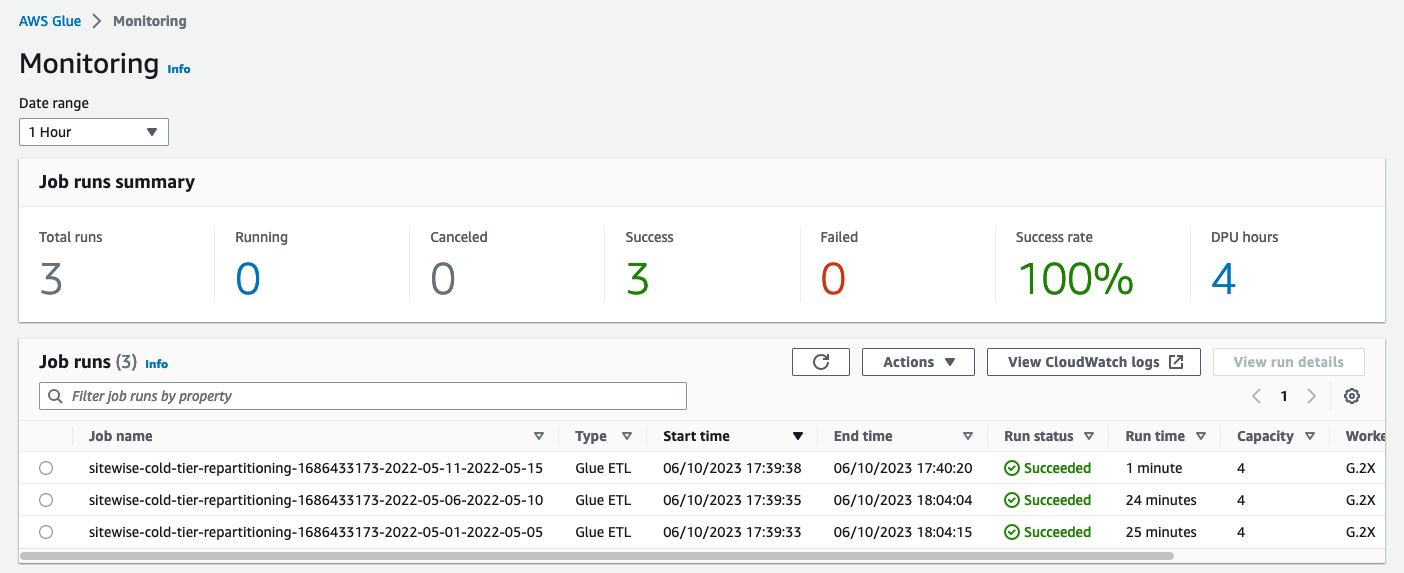 AWS Glue > Monitoring
Monitoring Info
Date range
1 Hour
Job runs summary
Total runs Running Canceled Success Failed Success rate DPU hours
3 0 0 3 0 100% 4
Job runs (3) Info Actions View CloudWatch logs View run details
Filter job runs by property 1
Job name Type Start time End time Run status Run time Capacity Worke
sitewise-cold-tier-repartitioning-1686433173-2022-05-11-2022-05-15 Glue ETL 06/10/2023 17:39:38 06/10/2023 17:40:20 Succeeded 1 minute 4 G.2X
sitewise-cold-tier-repartitioning-1686433173-2022-05-06-2022-05-10 Glue ETL 06/10/2023 17:39:35 06/10/2023 18:04:04 Succeeded 24 minutes 4 G.2X
sitewise-cold-tier-repartitioning-1686433173-2022-05-01-2022-05-05 Glue ETL 06/10/2023 17:39:33 06/10/2023 18:04:15 Succeeded 25 minutes 4 G.2X